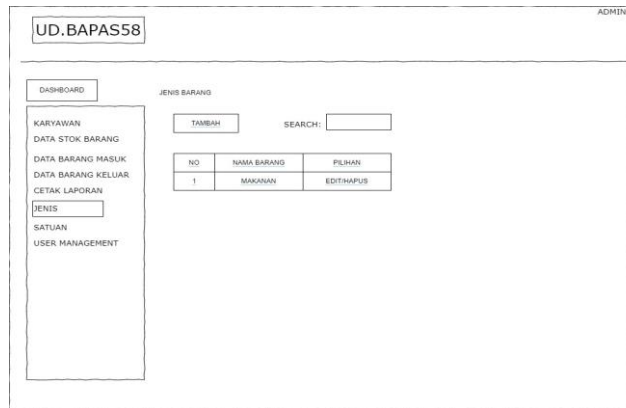 ADMIN
UD.BAPAS58
DASHBOARD
JENIS BARANG
KARYAWAN
DATA STOK BARANG
DATA BARANG MASUK
DATA BARANG KELUAR
CETAK LAPORAN
JENIS
SATUAN
USER MANAGEMENT
TAMBAH SEARCH:
NO NAMA BARANG PILIHAN
1 MAKANAN EDIT/HAPUS